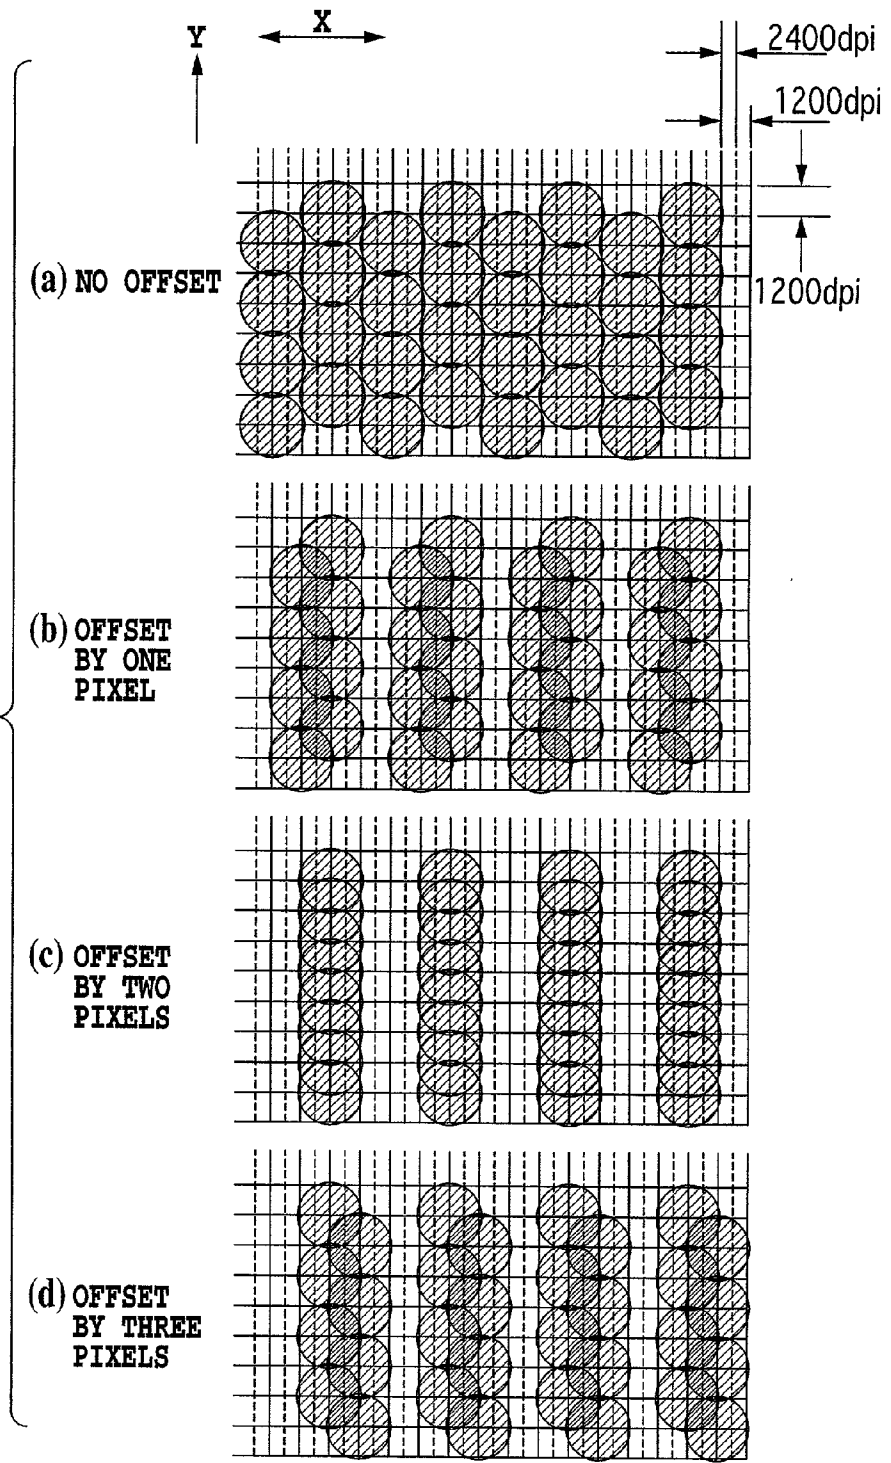 X
Y
2400dpi
1200dpi
(a) NO OFFSET
1200dpi
(b) OFFSET
BY ONE
PIXEL
(c) OFFSET
BY TWO
PIXELS
(d) OFFSET
BY THREE
PIXELS